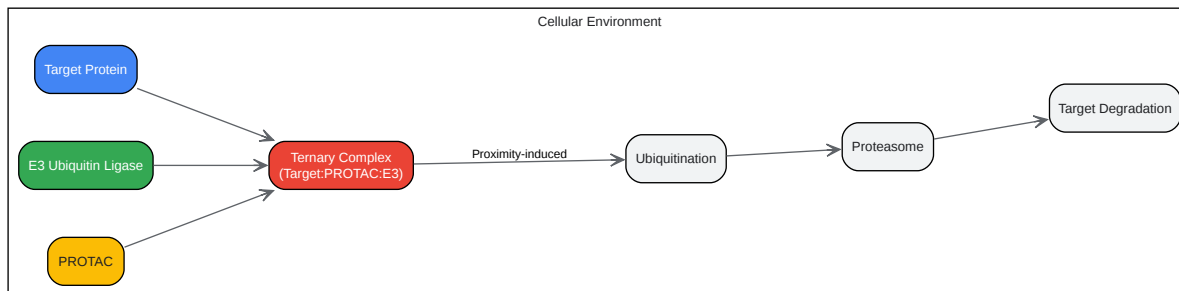 Cellular Environment
Target Protein
E3 Ubiquitin Ligase
PROTAC
Ternary Complex
(Target:PROTAC:E3)
Proximity-induced
Ubiquitination
Proteasome
Target Degradation